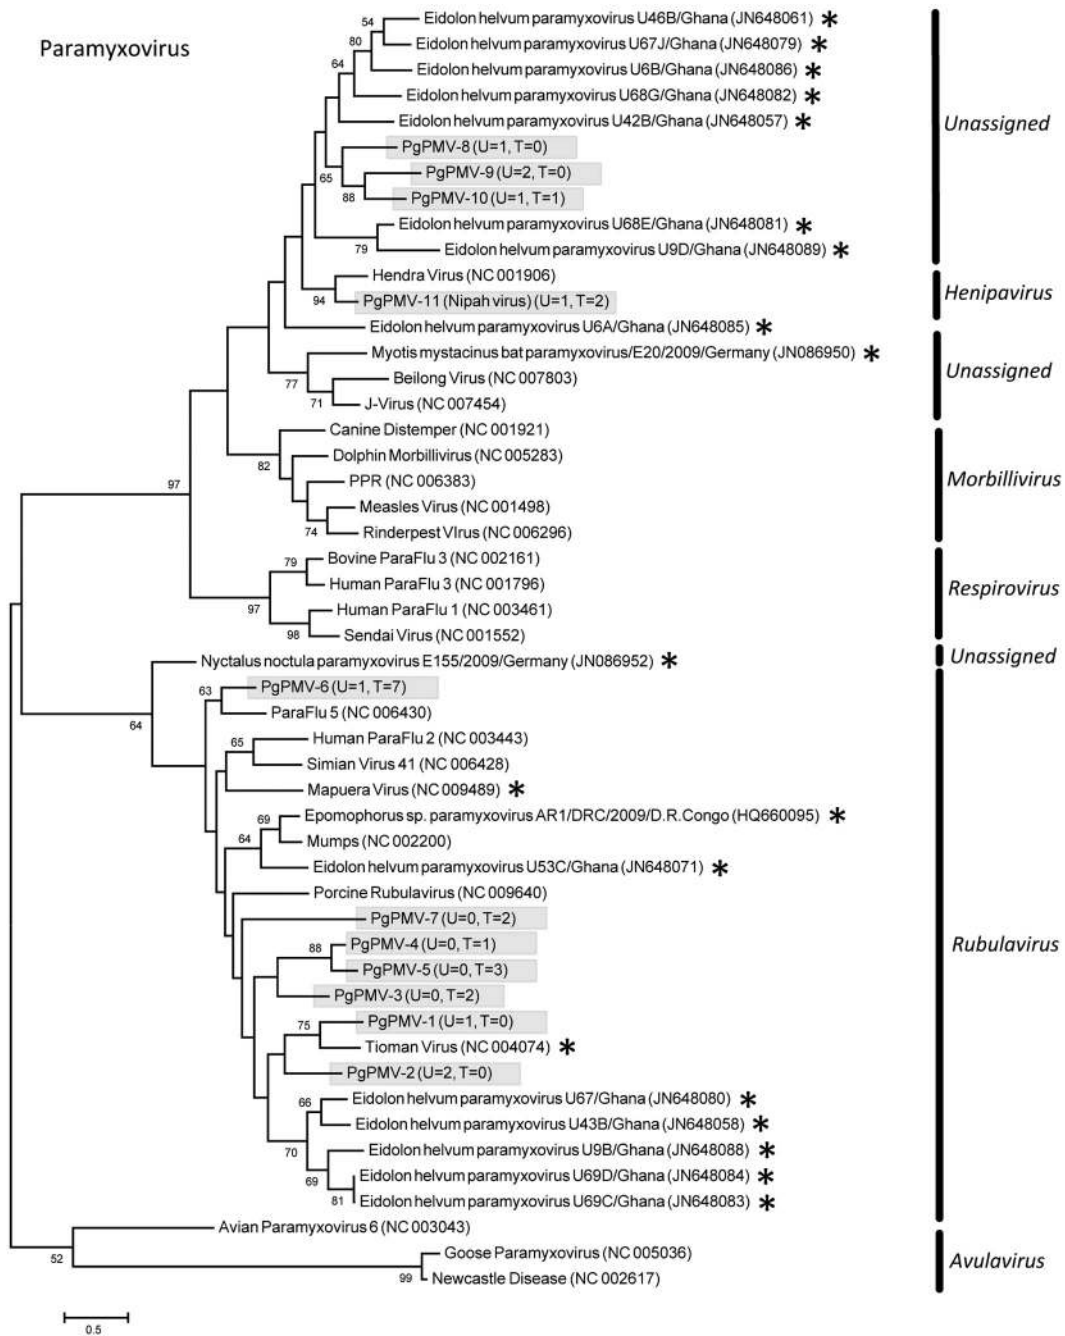 Paramyxovirus
54
Eidolon helvum paramyxovirus U46B/Ghana (JN648061) *
80
Eidolon helvum paramyxovirus U67J/Ghana (JN648079) *
64
Eidolon helvum paramyxovirus U6B/Ghana (JN648086) *
Eidolon helvum paramyxovirus U68G/Ghana (JN648082) *
Eidolon helvum paramyxovirus U42B/Ghana (JN648057) *
Unassigned
PgPMV-8 (U=1, T=0)
65
PgPMV-9 (U=2, T=0)
88
PgPMV-10 (U=1, T=1)
Eidolon helvum paramyxovirus U68E/Ghana (JN648081) *
79
Eidolon helvum paramyxovirus U9D/Ghana (JN648089) *
Hendra Virus (NC 001906)
Henipavirus
94
PgPMV-11 (Nipah virus) (U=1, T=2)
Eidolon helvum paramyxovirus U6A/Ghana (JN648085) *
Myotis mystacinus bat paramyxovirus/E20/2009/Germany (JN086950) *
Unassigned
77
Beilong Virus (NC 007803)
71
J-Virus (NC 007454)
Canine Distemper (NC 001921)
82
Dolphin Morbillivirus (NC 005283)
Morbillivirus
97
PPR (NC 006383)
Measles Virus (NC 001498)
74
Rinderpest VIrus (NC 006296)
79
Bovine ParaFlu 3 (NC 002161)
Human ParaFlu 3 (NC 001796)
Respirovirus
97
Human ParaFlu 1 (NC 003461)
98
Sendai Virus (NC 001552)
Nyctalus noctula paramyxovirus E155/2009/Germany (JN086952) *
Unassigned
63
PgPMV-6 (U=1, T=7)
64
ParaFlu 5 (NC 006430)
65
Human ParaFlu 2 (NC 003443)
Simian Virus 41 (NC 006428)
Mapuera Virus (NC 009489) *
69
Epomophorus sp. paramyxovirus AR1/DRC/2009/D.R.Congo (HQ660095) *
64
Mumps (NC 002200)
Eidolon helvum paramyxovirus U53C/Ghana (JN648071) *
Porcine Rubulavirus (NC 009640)
PgPMV-7 (U=0, T=2)
88
PgPMV-4 (U=0, T=1)
Rubulavirus
PgPMV-5 (U=0, T=3)
PgPMV-3 (U=0, T=2)
75
PgPMV-1 (U=1, T=0)
Tioman Virus (NC 004074) *
PgPMV-2 (U=2, T=0)
66
Eidolon helvum paramyxovirus U67/Ghana (JN648080) *
Eidolon helvum paramyxovirus U43B/Ghana (JN648058) *
70
Eidolon helvum paramyxovirus U9B/Ghana (JN648088) *
69
Eidolon helvum paramyxovirus U69D/Ghana (JN648084) *
81
Eidolon helvum paramyxovirus U69C/Ghana (JN648083) *
Avian Paramyxovirus 6 (NC 003043)
52
Goose Paramyxovirus (NC 005036)
Avulavirus
99
Newcastle Disease (NC 002617)
0.5